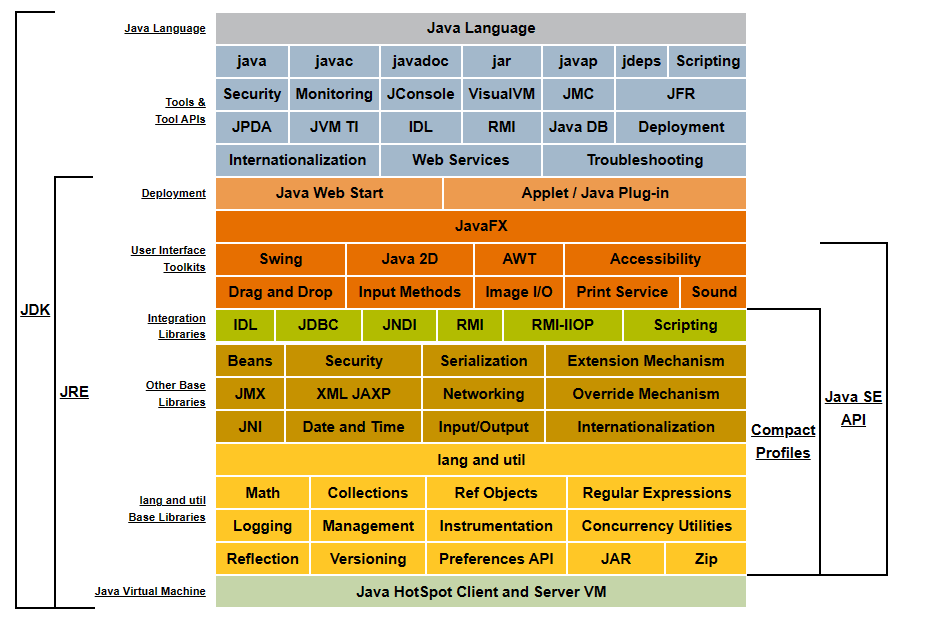 Java Language
Java Language
java javac javadoc jar javap jdeps Scripting
Tools &
Tool APIs
Security Monitoring JConsole VisualVM JMC JFR
JPDA JVM TI IDL RMI Java DB Deployment
Internationalization Web Services Troubleshooting
Deployment
Java Web Start Applet / Java Plug-in
JavaFX
User Interface
Toolkits
Swing Java 2D AWT Accessibility
Drag and Drop Input Methods Image I/O Print Service Sound
Integration
Libraries
IDL JDBC JNDI RMI RMI-IIOP Scripting
Other Base
Libraries
Beans Security Serialization Extension Mechanism
JMX XML JAXP Networking Override Mechanism
JNI Date and Time Input/Output Internationalization
lang and util
lang and util
Base Libraries
Math Collections Ref Objects Regular Expressions
Logging Management Instrumentation Concurrency Utilities
Reflection Versioning Preferences API JAR Zip
Java Virtual Machine
Java HotSpot Client and Server VM
JDK
JRE
Compact
Profiles
Java SE
API